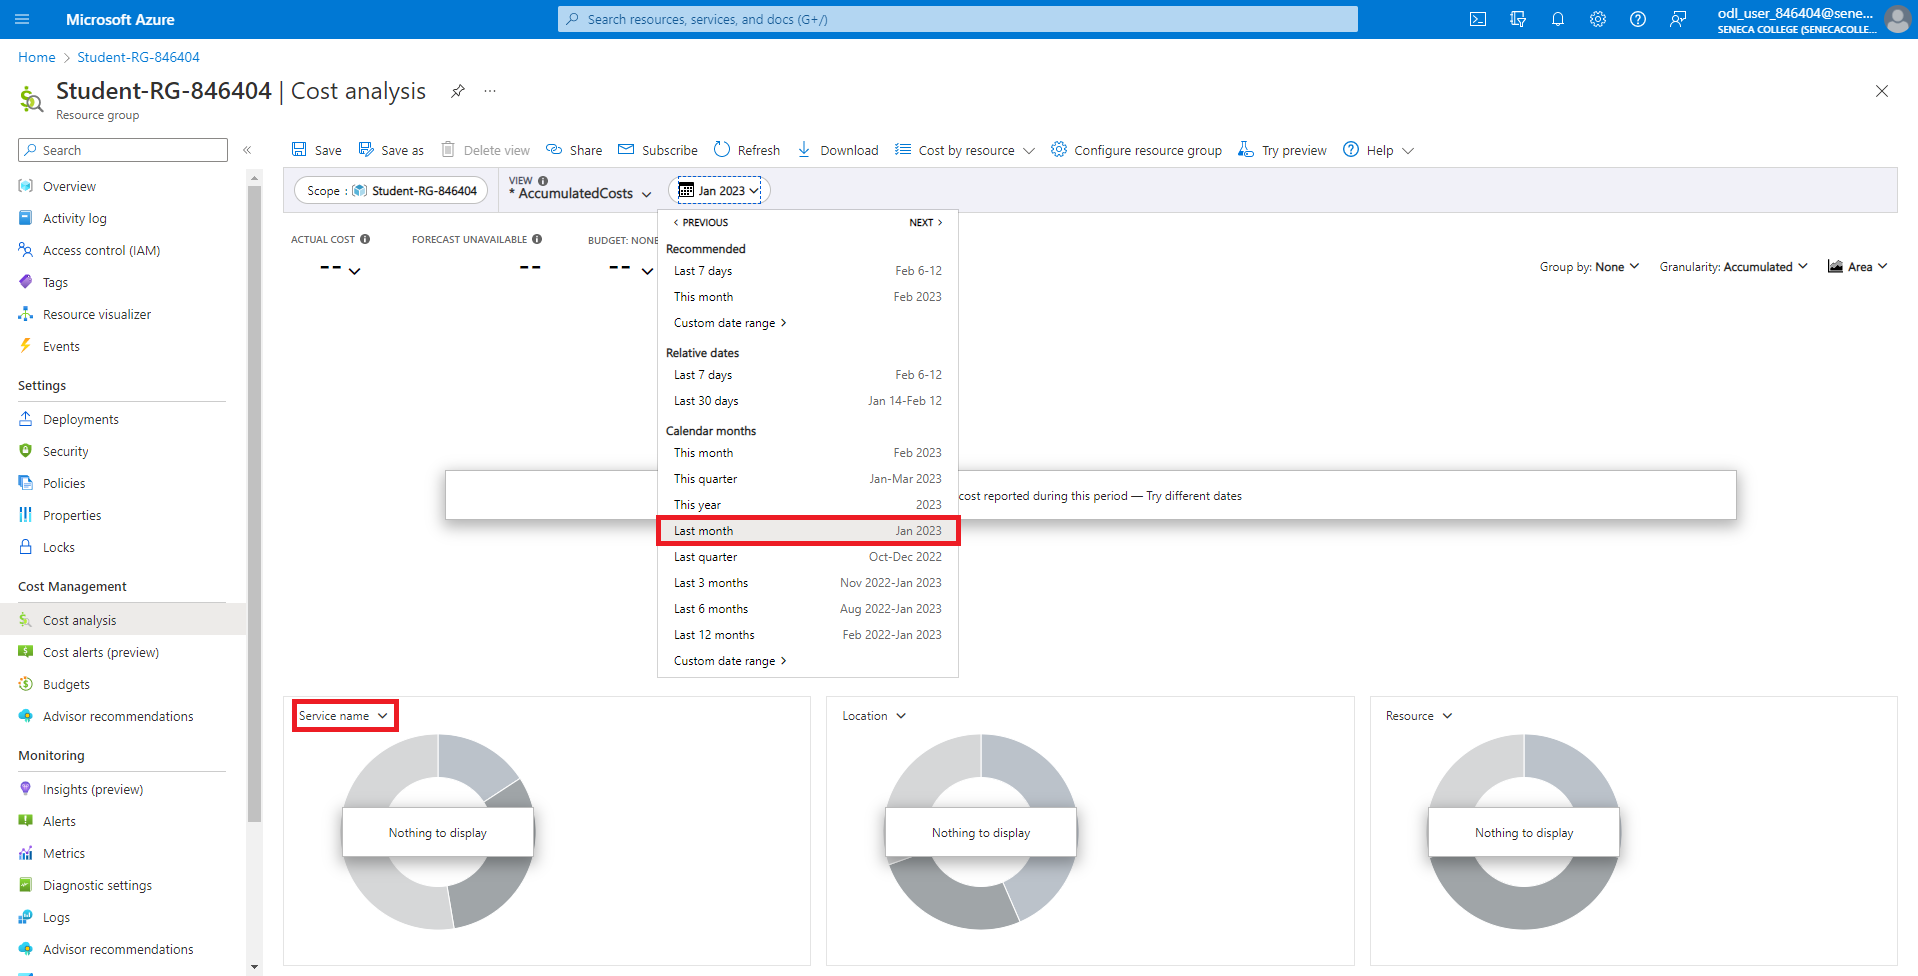 Microsoft Azure
Search resources, services, and docs (G+/)
odl_user_846404@sene...
SENECA COLLEGE (SENECACOLLE...
Home > Student-RG-846404
Student-RG-846404 | Cost analysis
Resource group
Search
Save Save as Delete view Share Subscribe Refresh Download Cost by resource Configure resource group Try preview Help
Scope : Student-RG-846404
VIEW
* AccumulatedCosts
Jan 2023
Overview
Activity log
Access control (IAM)
Tags
Resource visualizer
Events
Settings
Deployments
Security
Policies
Properties
Locks
Cost Management
Cost analysis
Cost alerts (preview)
Budgets
Advisor recommendations
Monitoring
Insights (preview)
Alerts
Metrics
Diagnostic settings
Logs
Advisor recommendations
ACTUAL COST
--
FORECAST UNAVAILABLE
--
BUDGET: NONE
--
Group by: None
Granularity: Accumulated
Area
< PREVIOUS NEXT >
Recommended
Last 7 days Feb 6-12
This month Feb 2023
Custom date range >
Relative dates
Last 7 days Feb 6-12
Last 30 days Jan 14-Feb 12
Calendar months
This month Feb 2023
This quarter Jan-Mar 2023
This year 2023
Last month Jan 2023
Last quarter Oct-Dec 2022
Last 3 months Nov 2022-Jan 2023
Last 6 months Aug 2022-Jan 2023
Last 12 months Feb 2022-Jan 2023
Custom date range >
cost reported during this period — Try different dates
Service name
Nothing to display
Location
Nothing to display
Resource
Nothing to display